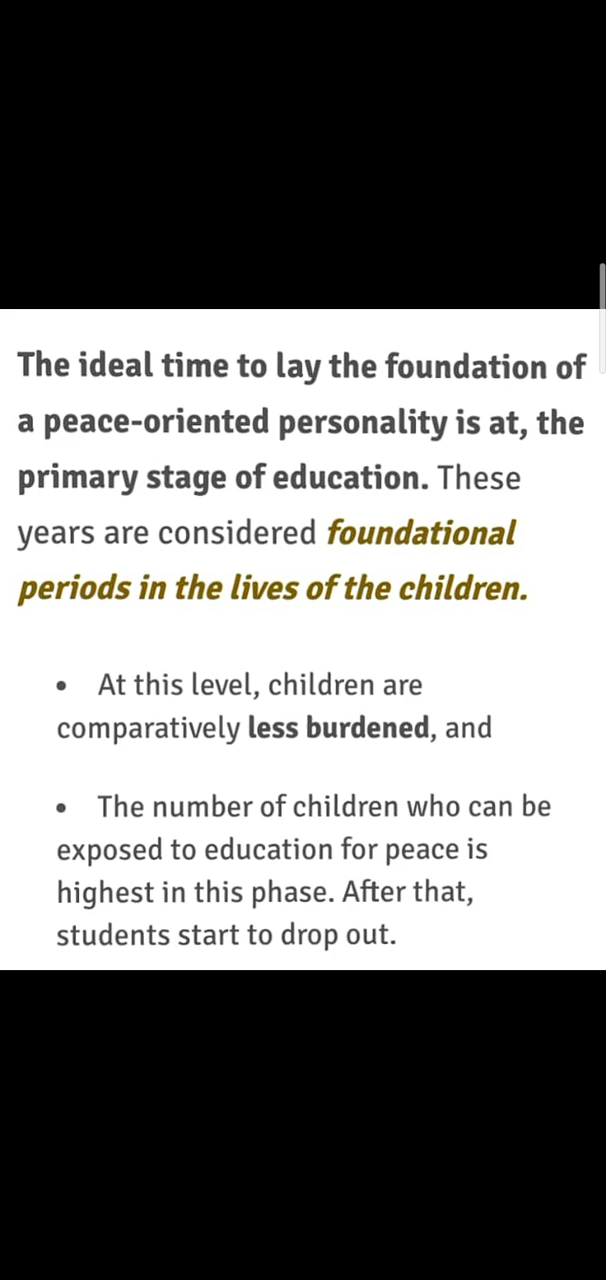 The ideal time to lay the foundation of
a peace-oriented personality is at, the
primary stage of education. These
years are considered foundational
periods in the lives of the children.
• At this level, children are
comparatively less burdened, and
• The number of children who can be
exposed to education for peace is
highest in this phase. After that,
students start to drop out.